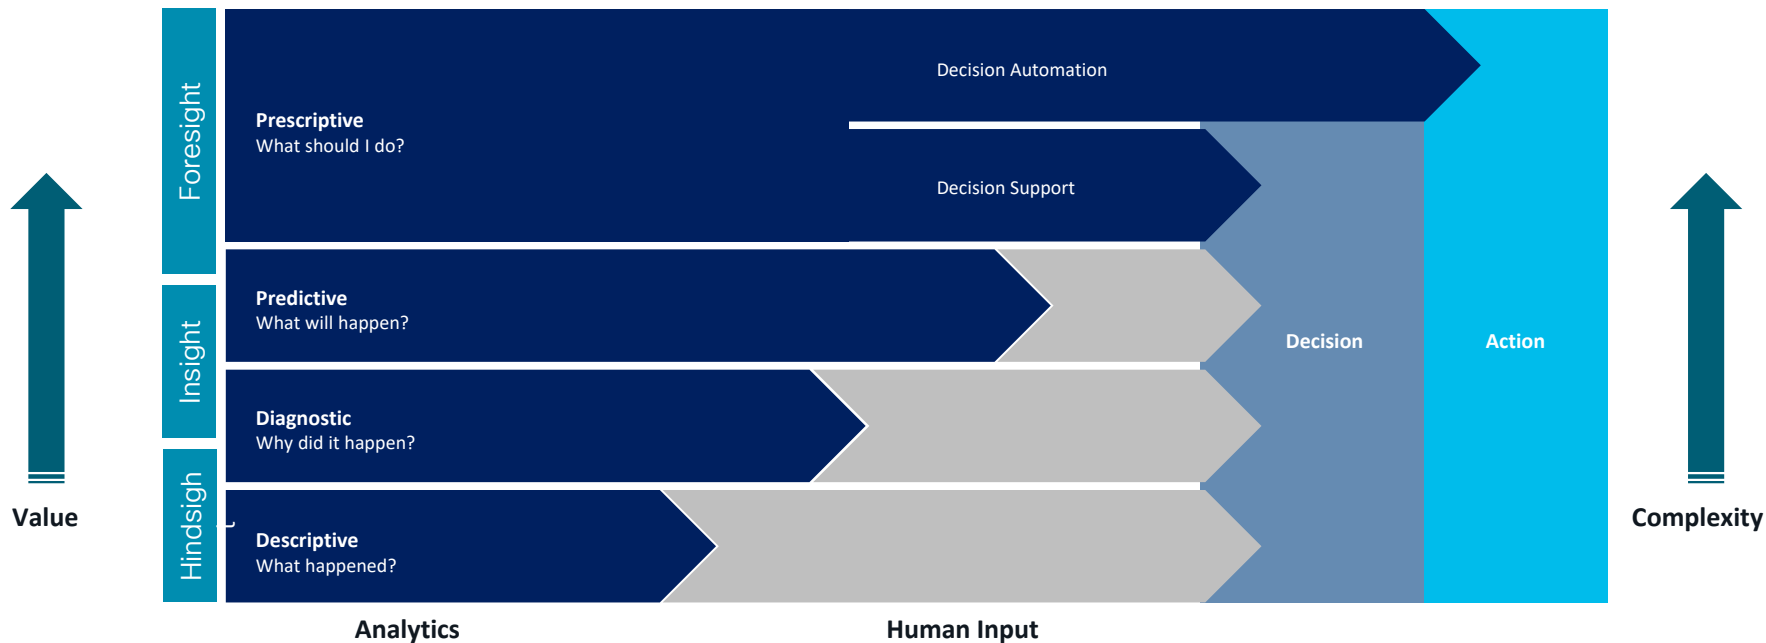 Foresight
Insight
Hindsight
Prescriptive
What should I do?
Decision Automation
Decision Support
Predictive
What will happen?
Diagnostic
Why did it happen?
Descriptive
What happened?
Decision
Action
Value
Complexity
Analytics
Human Input